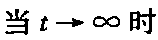 当 t → ∞ 时